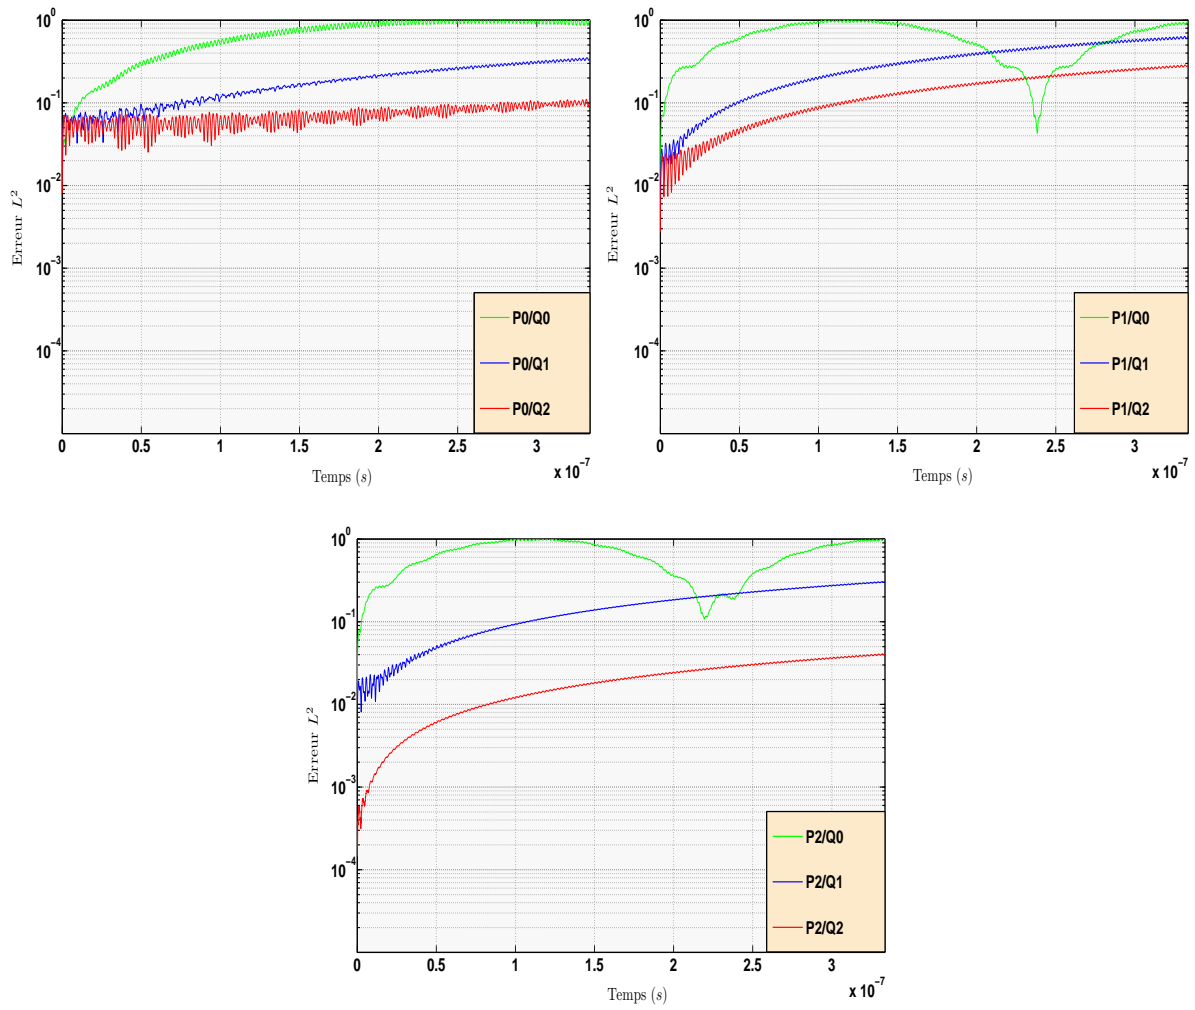 10^0
10^-1
10^-2
10^-3
10^-4
Erreur L^2
P0/Q0
P0/Q1
P0/Q2
0 0.5 1 1.5 2 2.5 3
x 10^-7
Temps (s)
10^0
10^-1
10^-2
10^-3
10^-4
Erreur L^2
P1/Q0
P1/Q1
P1/Q2
0 0.5 1 1.5 2 2.5 3
x 10^-7
Temps (s)
10^0
10^-1
10^-2
10^-3
10^-4
Erreur L^2
P2/Q0
P2/Q1
P2/Q2
0 0.5 1 1.5 2 2.5 3
x 10^-7
Temps (s)